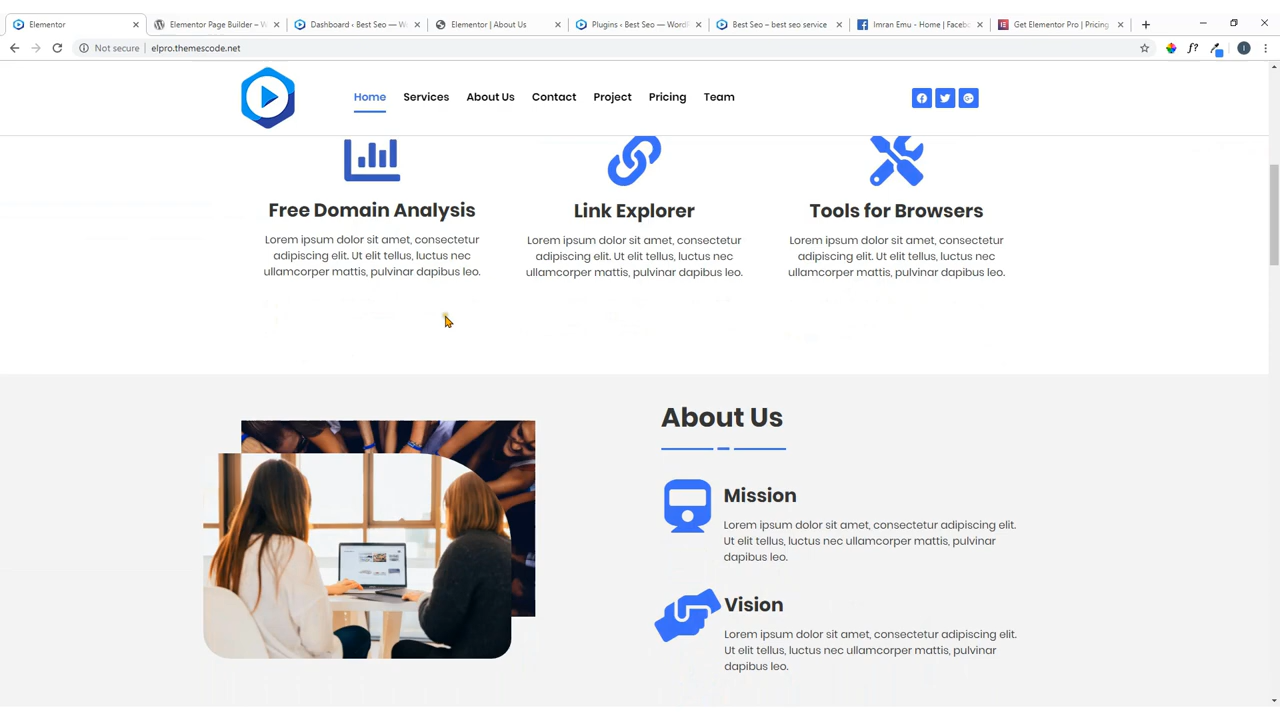 Elementor
Elementor Page Builder – W
Dashboard ‹ Best Seo — W
Elementor | About Us
Plugins ‹ Best Seo — Word
Best Seo – best seo service
Imran Emu - Home | Faceb
Get Elementor Pro | Pricing
Not secure | elpro.themescode.net
f?
I
Home Services About Us Contact Project Pricing Team
Free Domain Analysis
Lorem ipsum dolor sit amet, consectetur
adipiscing elit. Ut elit tellus, luctus nec
ullamcorper mattis, pulvinar dapibus leo.
Link Explorer
Lorem ipsum dolor sit amet, consectetur
adipiscing elit. Ut elit tellus, luctus nec
ullamcorper mattis, pulvinar dapibus leo.
Tools for Browsers
Lorem ipsum dolor sit amet, consectetur
adipiscing elit. Ut elit tellus, luctus nec
ullamcorper mattis, pulvinar dapibus leo.
About Us
Mission
Lorem ipsum dolor sit amet, consectetur adipiscing elit.
Ut elit tellus, luctus nec ullamcorper mattis, pulvinar
dapibus leo.
Vision
Lorem ipsum dolor sit amet, consectetur adipiscing elit.
Ut elit tellus, luctus nec ullamcorper mattis, pulvinar
dapibus leo.